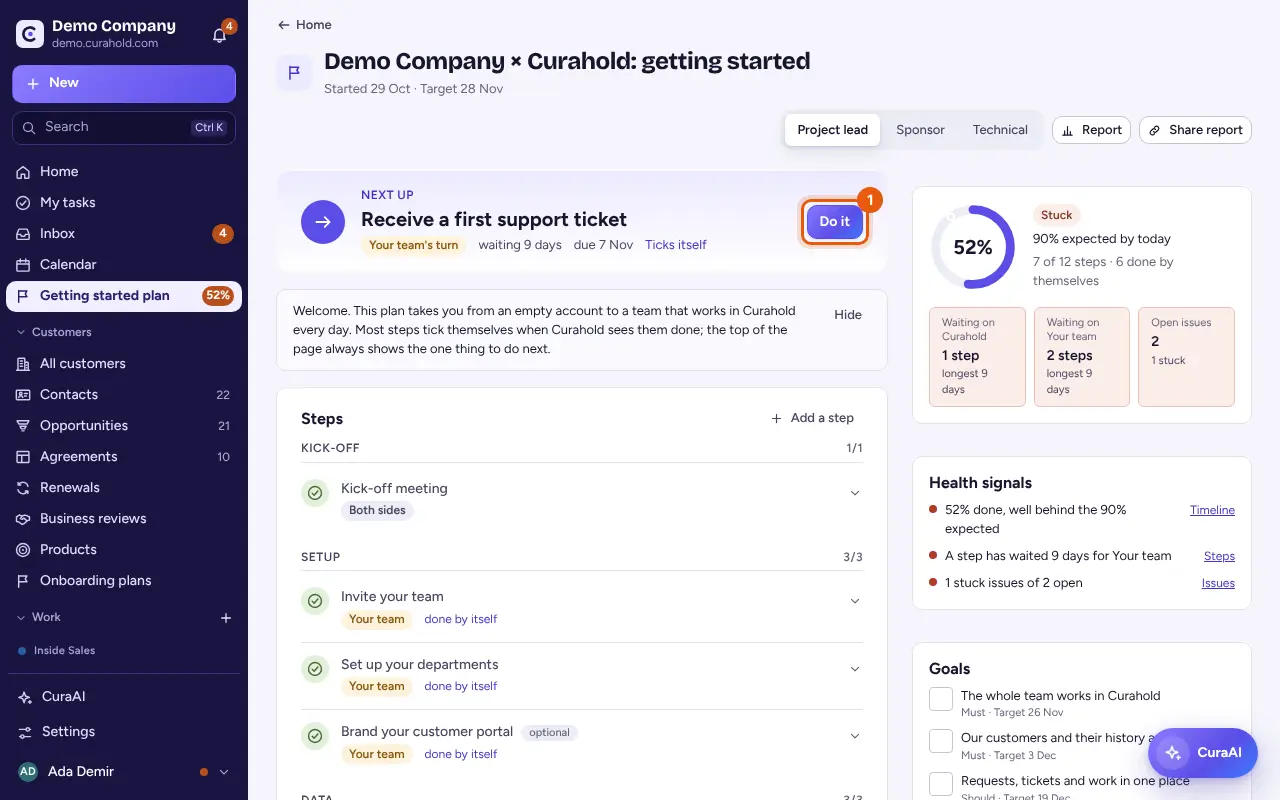 Demo Company
demo.curahold.com
4
New
Search
Ctrl K
Home
My tasks
Inbox
4
Calendar
Getting started plan
52%
Customers
All customers
Contacts
22
Opportunities
21
Agreements
10
Renewals
Business reviews
Products
Onboarding plans
Work
Inside Sales
CuraAI
Settings
AD
Ada Demir
Home
Demo Company × Curahold: getting started
Started 29 Oct · Target 28 Nov
Project lead
Sponsor
Technical
Report
Share report
NEXT UP
Receive a first support ticket
Your team's turn
waiting 9 days
due 7 Nov
Ticks itself
Do it
1
Welcome. This plan takes you from an empty account to a team that works in Curahold
every day. Most steps tick themselves when Curahold sees them done; the top of the
page always shows the one thing to do next.
Hide
Steps
Add a step
KICK-OFF
1/1
Kick-off meeting
Both sides
SETUP
3/3
Invite your team
Your team
done by itself
Set up your departments
Your team
done by itself
Brand your customer portal
optional
Your team
done by itself
DATA
3/3
52%
Stuck
90% expected by today
7 of 12 steps · 6 done by
themselves
Waiting on
Curahold
1 step
longest 9
days
Waiting on
Your team
2 steps
longest 9
days
Open issues
2
1 stuck
Health signals
52% done, well behind the 90%
expected
Timeline
A step has waited 9 days for Your team
Steps
1 stuck issues of 2 open
Issues
Goals
The whole team works in Curahold
Must · Target 26 Nov
Our customers and their history
Must · Target 3 Dec
Requests, tickets and work in one place
Should · Target 19 Dec
CuraAI